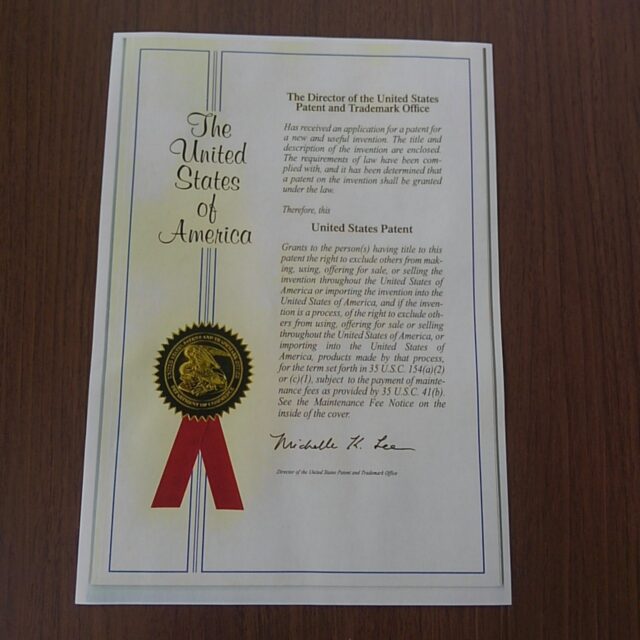 The
United
States
of
America
The Director of the United States
Patent and Trademark Office
Has received an application for a patent for
a new and useful invention. The title and
description of the invention are enclosed.
The requirements of law have been com-
plied with, and it has been determined that
a patent on the invention shall be granted
under the law.
Therefore, this
United States Patent
Grants to the person(s) having title to this
patent the right to exclude others from mak-
ing, using, offering for sale, or selling the
invention throughout the United States of
America or importing the invention into the
United States of America, and if the inven-
tion is a process, of the right to exclude oth-
ers from using, offering for sale or selling
throughout the United States of America, or
importing into the United States of
America, products made by that process,
for the term set forth in 35 U.S.C. 154(a)(2)
or (c)(1), subject to the payment of mainte-
nance fees as provided by 35 U.S.C. 41(b).
See the Maintenance Fee Notice on the
inside of the cover.
Michelle K. Lee
Director of the United States Patent and Trademark Office